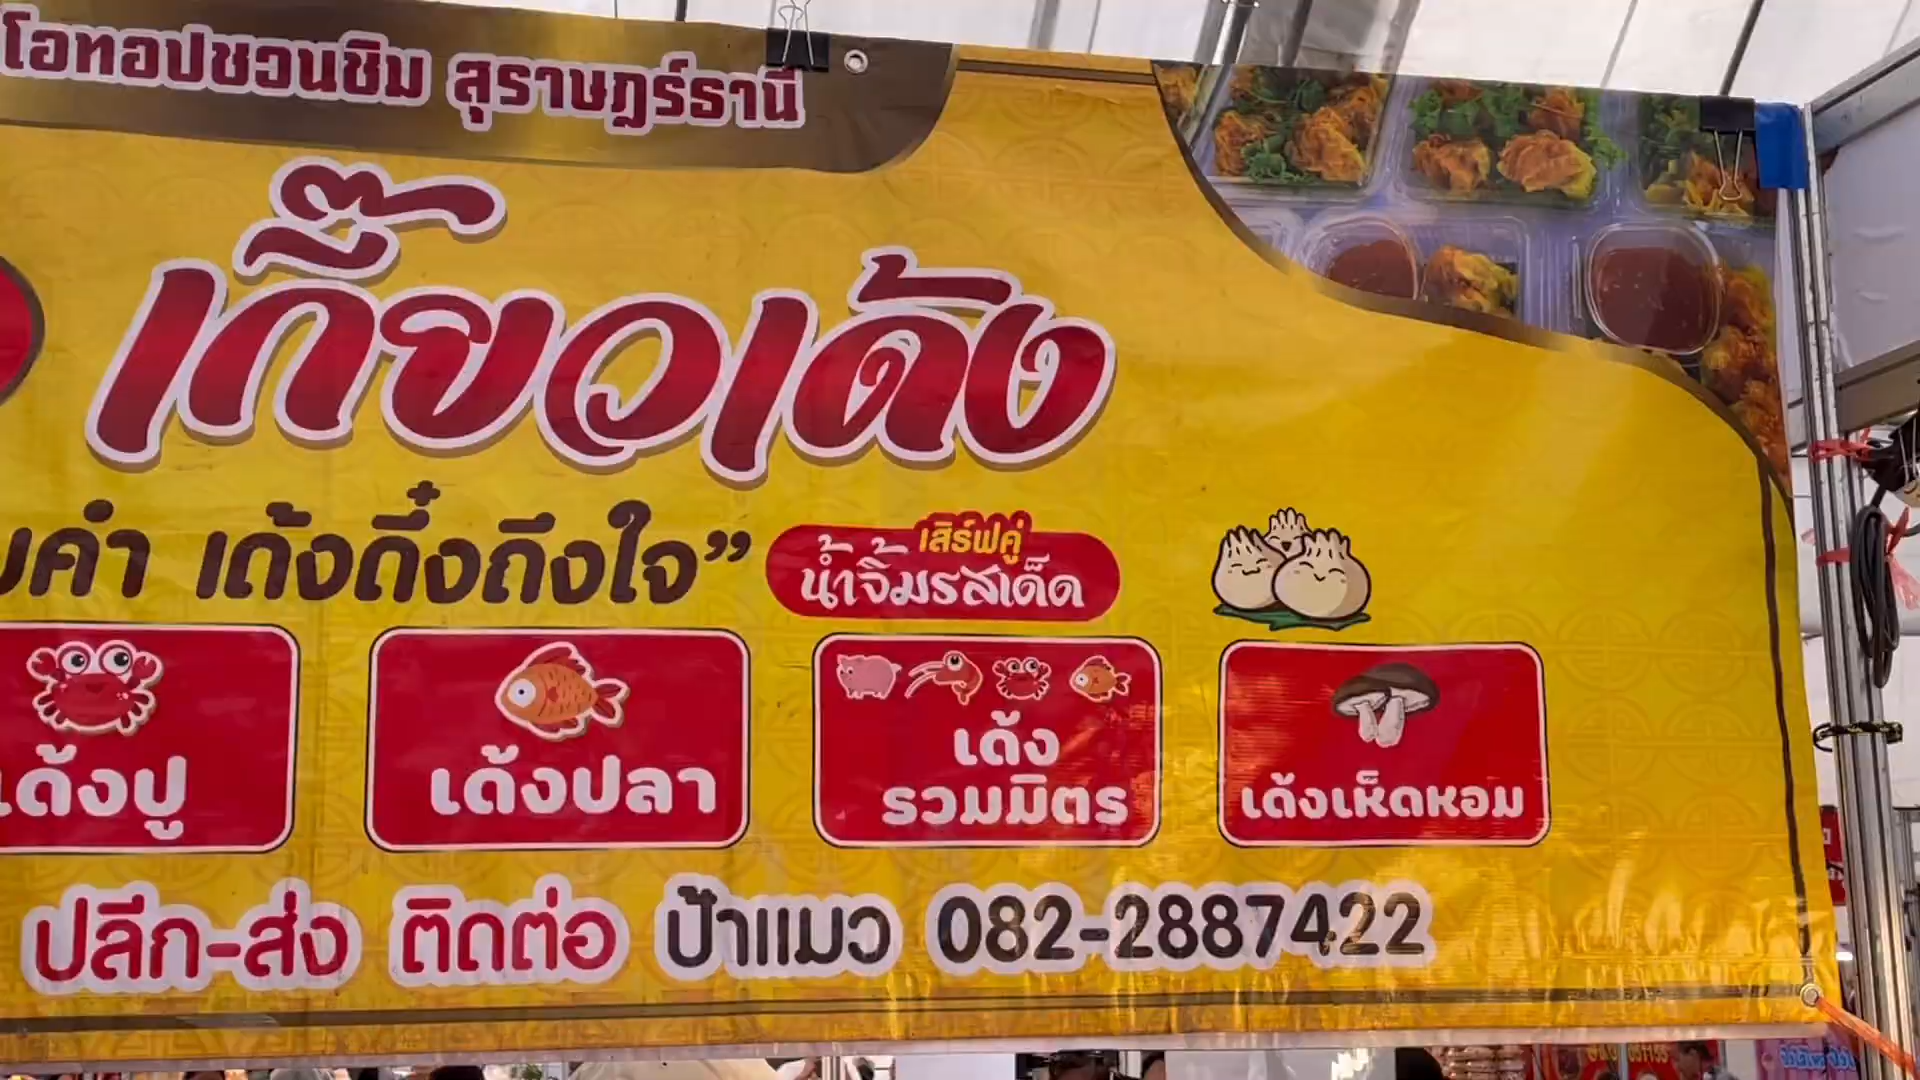 โอทอปชวนชิม สุราษฎร์ธานี
เกี๊ยวเด้ง
คำ เด้งดึ๋งถึงใจ”
เสิร์ฟคู่
น้ำจิ้มรสเด็ด
เด้งปู
เด้งปลา
เด้ง
รวมมิตร
เด้งเห็ดหอม
ปลีก-ส่ง ติดต่อ ป้าแมว 082-2887422